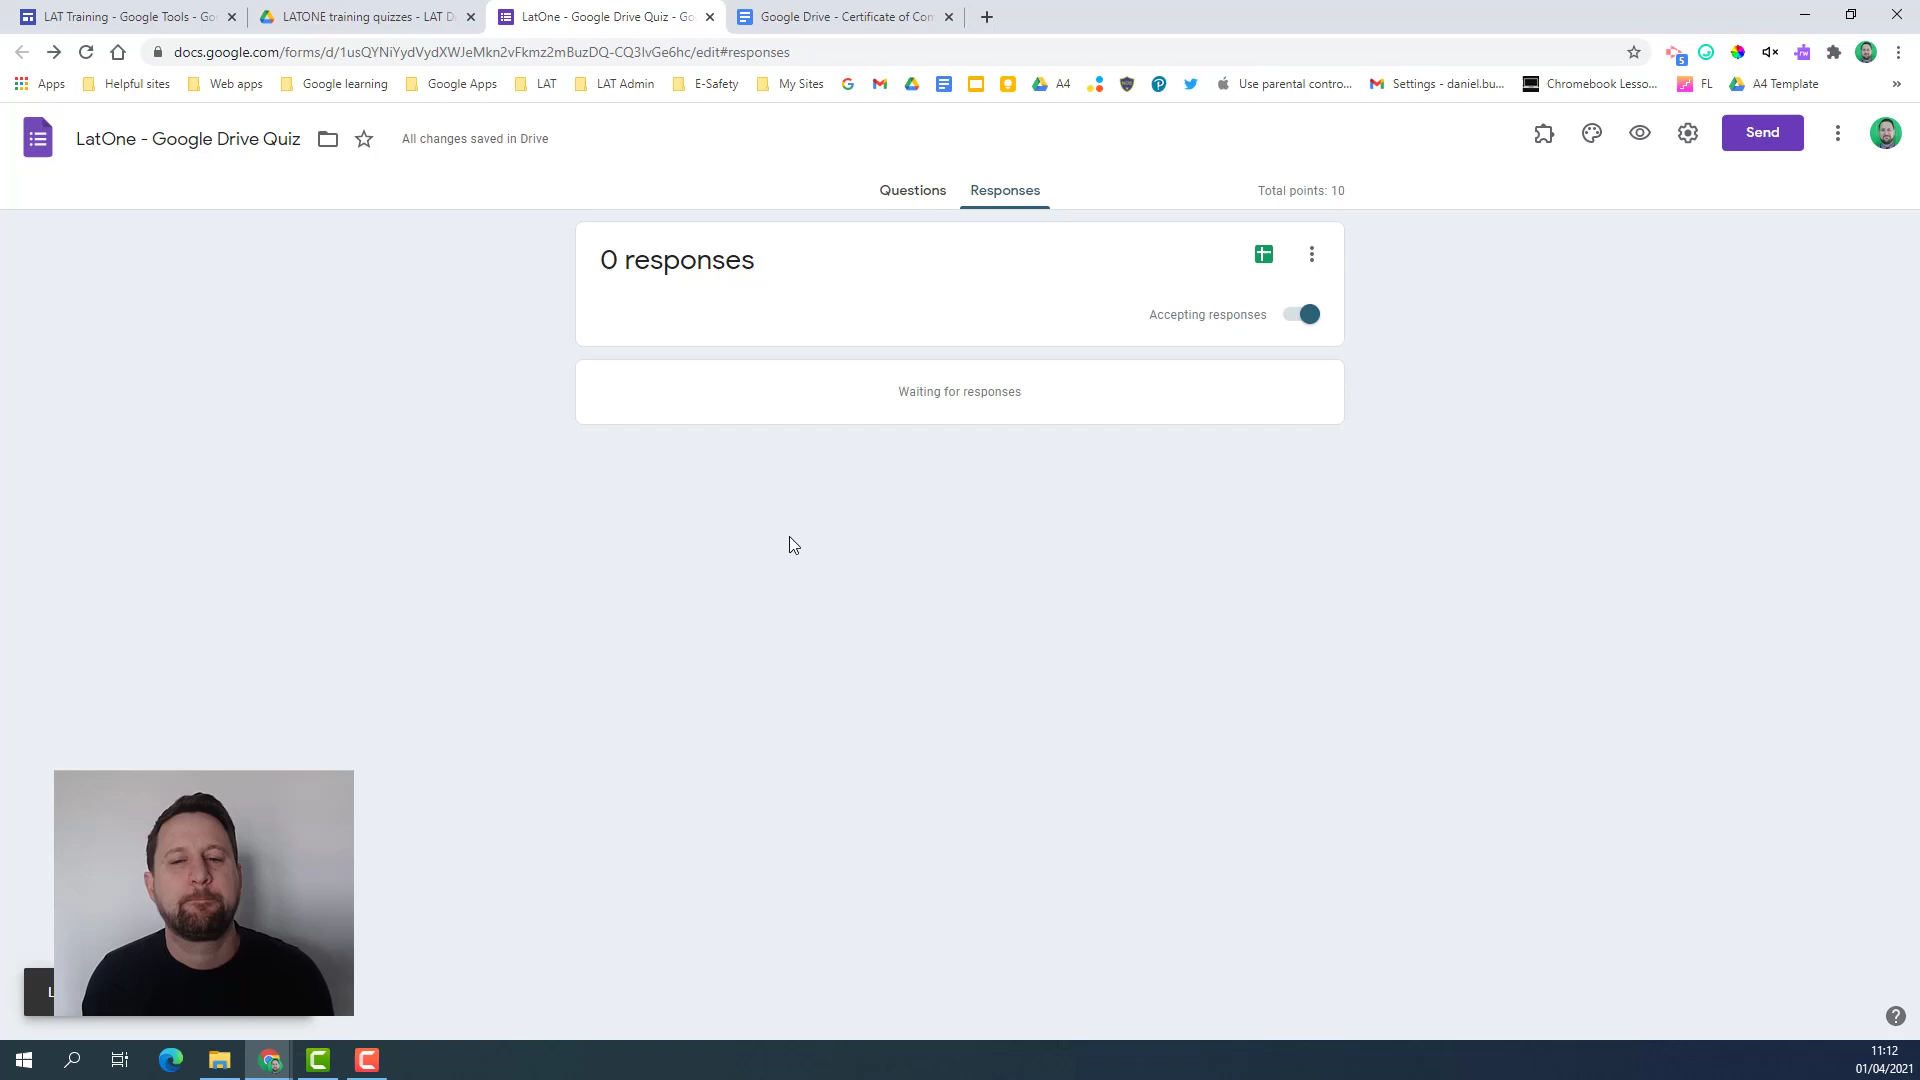 LAT Training - Google Tools - Go
LATONE training quizzes - LAT D
LatOne - Google Drive Quiz - Go
Google Drive - Certificate of Com
docs.google.com/forms/d/1usQYNiYydVydXWJeMkn2vFkmz2mBuzDQ-CQ3IvGe6hc/edit#responses
5
rw
Apps
Helpful sites
Web apps
Google learning
Google Apps
LAT
LAT Admin
E-Safety
My Sites
A4
Use parental contro...
Settings - daniel.bu...
Chromebook Lesso...
FL
A4 Template
»
LatOne - Google Drive Quiz
All changes saved in Drive
Send
Questions
Responses
Total points: 10
0 responses
Accepting responses
Waiting for responses
L
11:12
01/04/2021